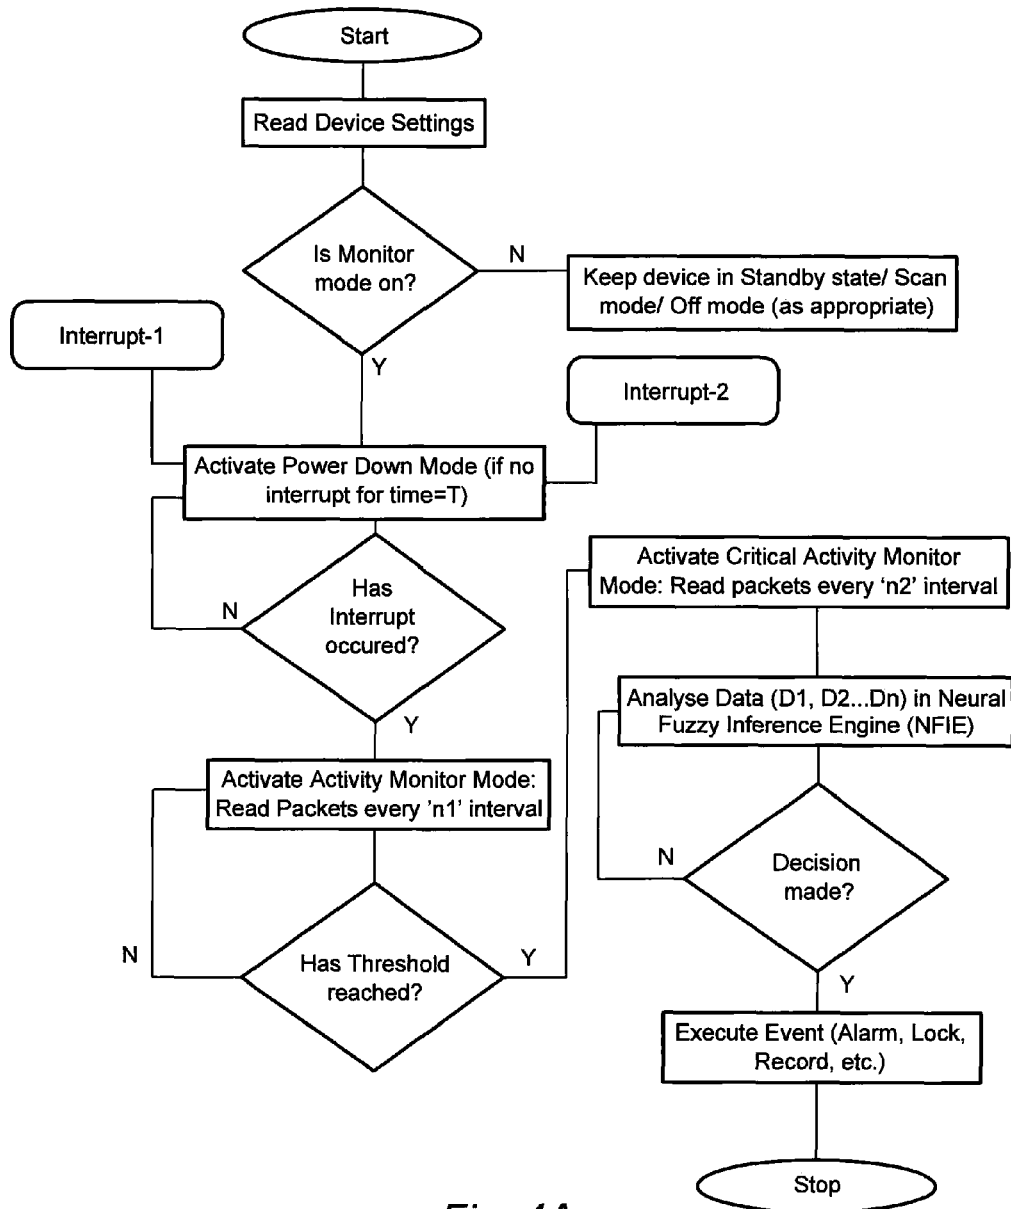 Start
Read Device Settings
Is Monitor
mode on?
N
Keep device in Standby state/ Scan
mode/ Off mode (as appropriate)
Y
Interrupt-1
Interrupt-2
Activate Power Down Mode (if no
interrupt for time=T)
Has
Interrupt
occured?
N
Y
Activate Activity Monitor Mode:
Read Packets every 'n1' interval
Has Threshold
reached?
N
Y
Activate Critical Activity Monitor
Mode: Read packets every ‘n2’ interval
Analyse Data (D1, D2...Dn) in Neural
Fuzzy Inference Engine (NFIE)
Decision
made?
N
Y
Execute Event (Alarm, Lock,
Record, etc.)
Stop